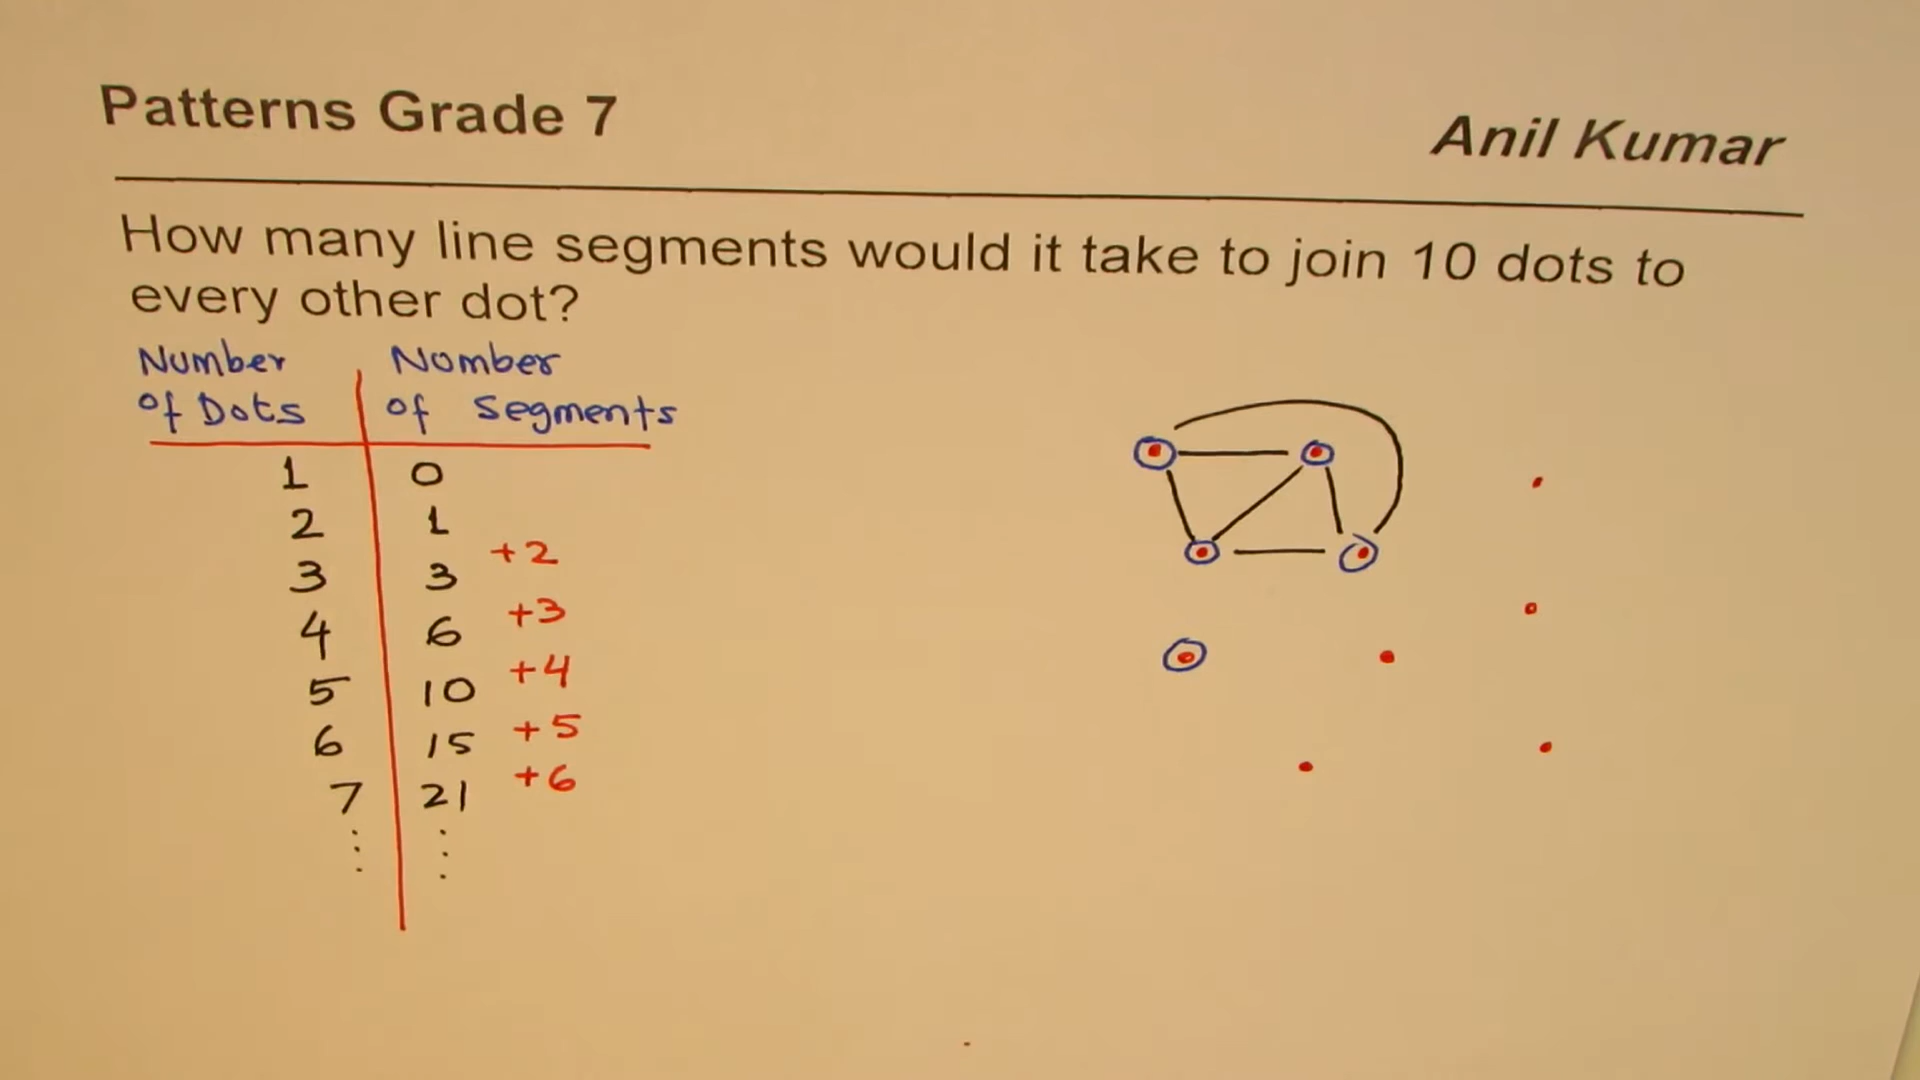 Patterns Grade 7
Anil Kumar
How many line segments would it take to join 10 dots to
every other dot?
Number Nomber
of Dots of Segments
1 0
2 1
+2
3 3
+3
4 6
+4
5 10
+5
6 15
+6
7 21